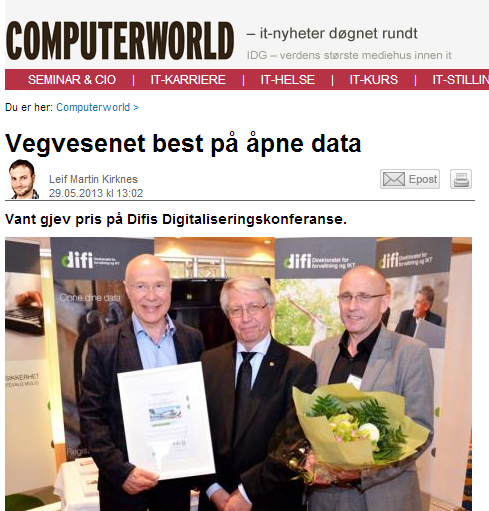 COMPUTERWORLD
– it-nyheter døgnet rundt
IDG – verdens største mediehus innen it
SEMINAR & CIO | IT-KARRIERE | IT-HELSE | IT-KURS | IT-STILLIN
Du er her: Computerworld >
Vegvesenet best på åpne data
Leif Martin Kirknes
29.05.2013 kl 13:02
Epost
Vant gjev pris på Difis Digitaliseringskonferanse.
difi
difi Direktoratet for
forvaltning og IKT
difi Direktoratet for
forvaltning og IKT
Åpne dine data
SIKKERHET
Regis